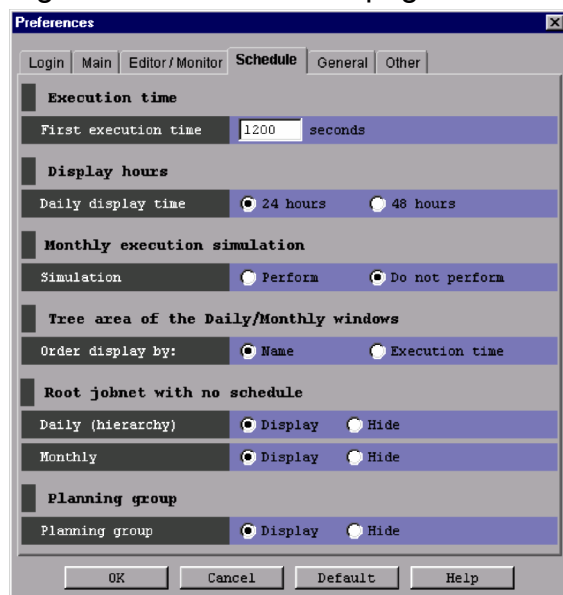 Preferences
Login Main Editor/Monitor Schedule General Other
Execution time
First execution time 1200 seconds
Display hours
Daily display time 24 hours 48 hours
Monthly execution simulation
Simulation Perform Do not perform
Tree area of the Daily/Monthly windows
Order display by: Name Execution time
Root jobnet with no schedule
Daily (hierarchy) Display Hide
Monthly Display Hide
Planning group
Planning group Display Hide
OK Cancel Default Help